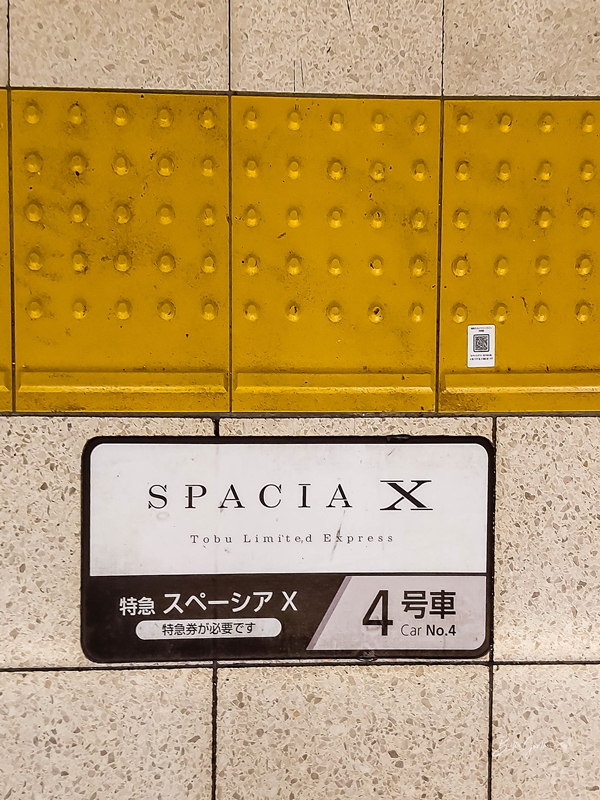 SPACIA X
Tobu Limited Express
特急 スペーシア X
特急券が必要です
4号車
Car No.4